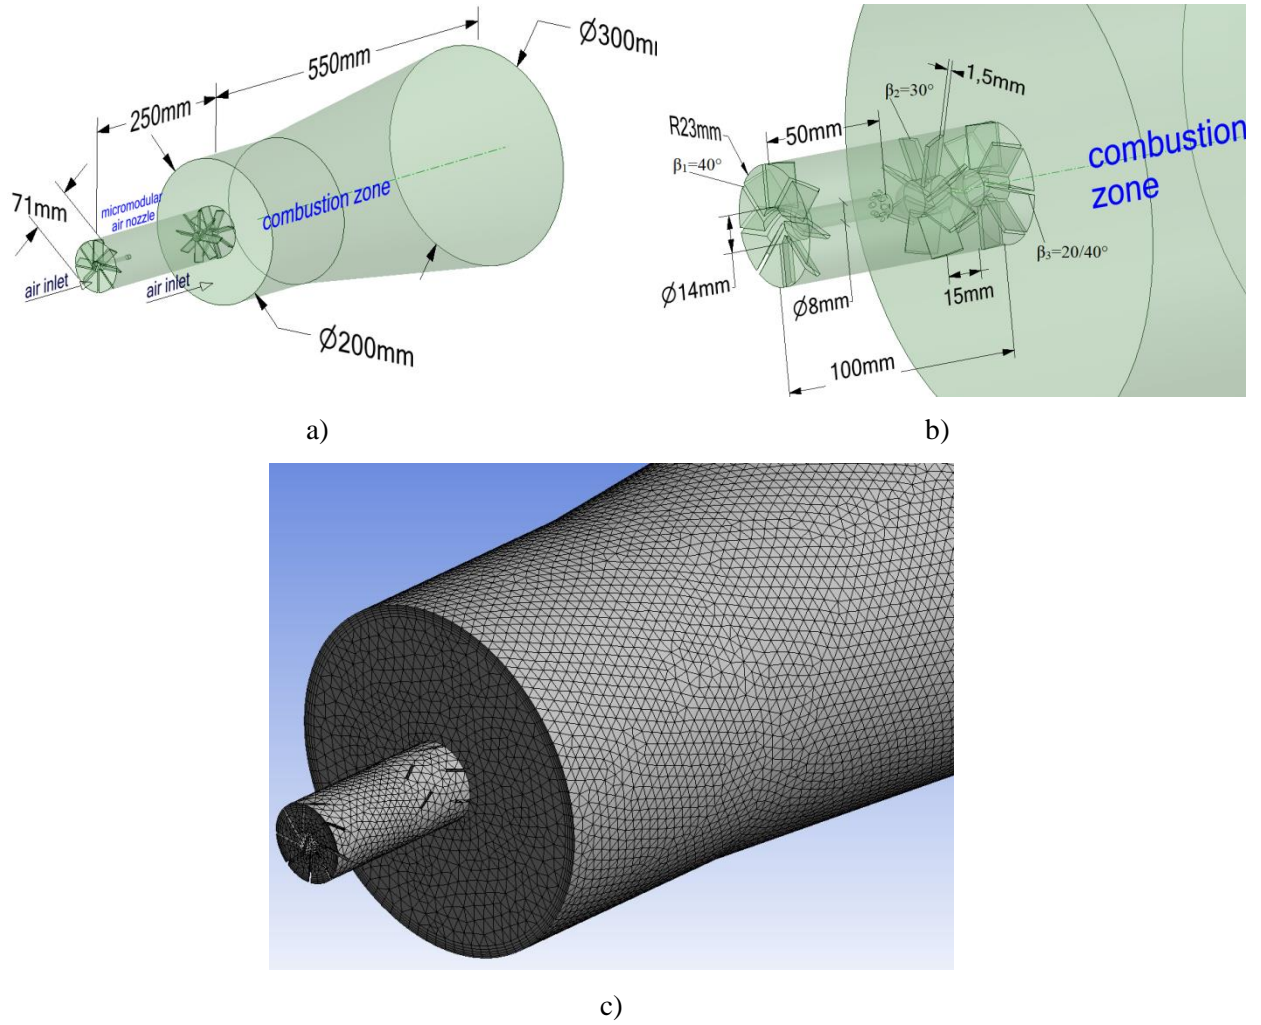 550mm
Ø300m
250mm
71mm
micromodular
air nozzle
combustion zone
air inlet
air inlet
Ø200mm
a)
1,5mm
β₂=30°
R23mm
50mm
β₁=40°
combustion
zone
β₃=20/40°
Ø14mm
Ø8mm
15mm
100mm
b)
c)